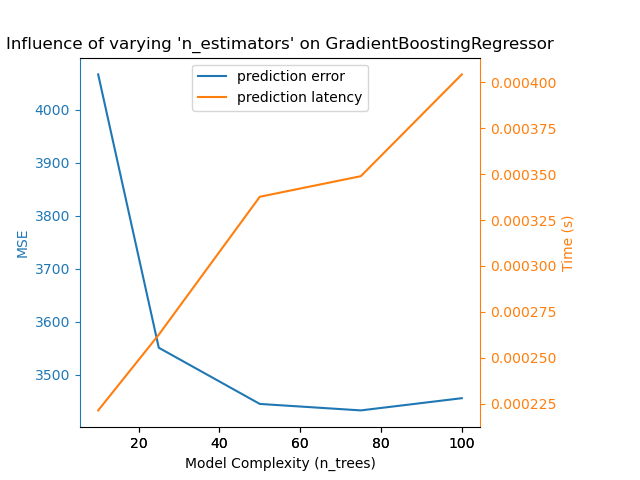 Influence of varying 'n_estimators' on GradientBoostingRegressor
prediction error
prediction latency
4000
3900
3800
3700
3600
3500
MSE
0.000400
0.000375
0.000350
0.000325
0.000300
0.000275
0.000250
0.000225
Time (s)
20 40 60 80 100
Model Complexity (n_trees)